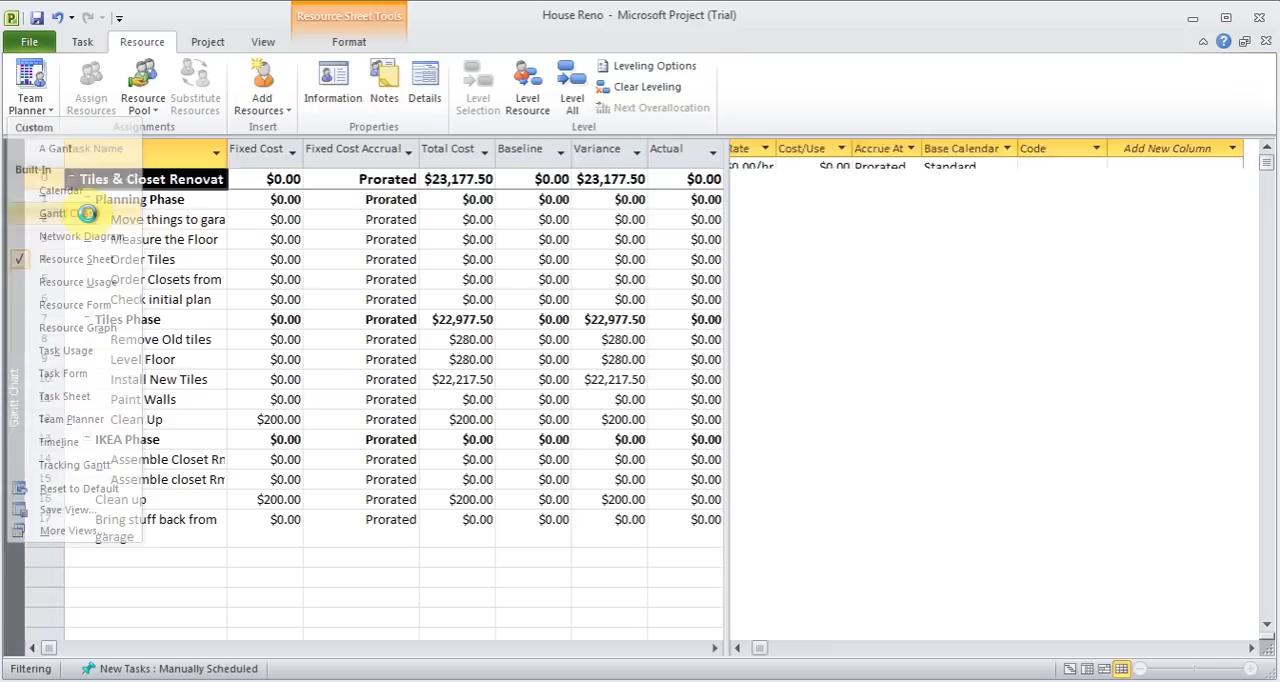 House Reno - Microsoft Project (Trial)
Resource Sheet Tools
File Task Resource Project View Format
Team Planner
Assign Resources
Resource Pool
Substitute Resources
Add Resources
Information
Notes
Details
Level Selection
Level Resource
Level All
Leveling Options
Clear Leveling
Next Overallocation
Assignments Insert Properties Level
Custom
A Gantt
Built-In
Calendar
Gantt
Network Diagram
Resource Sheet
Resource Usage
Resource Form
Resource Graph
Task Usage
Task Form
Task Sheet
Team Planner
Timeline
Tracking Gantt
Reset to Default
Save View...
More Views...
Gantt Chart
Task Name Fixed Cost Fixed Cost Accrual Total Cost Baseline Variance Actual
Tiles & Closet Renovat $0.00 Prorated $23,177.50 $0.00 $23,177.50 $0.00
Planning Phase $0.00 Prorated $0.00 $0.00 $0.00 $0.00
Move things to gara $0.00 Prorated $0.00 $0.00 $0.00 $0.00
Measure the Floor $0.00 Prorated $0.00 $0.00 $0.00 $0.00
Order Tiles $0.00 Prorated $0.00 $0.00 $0.00 $0.00
Order Closets from $0.00 Prorated $0.00 $0.00 $0.00 $0.00
Check initial plan $0.00 Prorated $0.00 $0.00 $0.00 $0.00
7 Tiles Phase $0.00 Prorated $22,977.50 $0.00 $22,977.50 $0.00
8 Remove Old tiles $0.00 Prorated $280.00 $0.00 $280.00 $0.00
9 Level Floor $0.00 Prorated $280.00 $0.00 $280.00 $0.00
10 Install New Tiles $0.00 Prorated $22,217.50 $0.00 $22,217.50 $0.00
Paint Walls $0.00 Prorated $0.00 $0.00 $0.00 $0.00
Clean Up $200.00 Prorated $200.00 $0.00 $200.00 $0.00
13 IKEA Phase $0.00 Prorated $0.00 $0.00 $0.00 $0.00
14 Assemble Closet Rr $0.00 Prorated $0.00 $0.00 $0.00 $0.00
15 Assemble closet Rm $0.00 Prorated $0.00 $0.00 $0.00 $0.00
16 Clean up $200.00 Prorated $200.00 $0.00 $200.00 $0.00
17 Bring stuff back from garage $0.00 Prorated $0.00 $0.00 $0.00 $0.00
Rate Cost/Use Accrue At Base Calendar Code Add New Column
$0.00/hr $0.00 Prorated Standard
Filtering New Tasks : Manually Scheduled